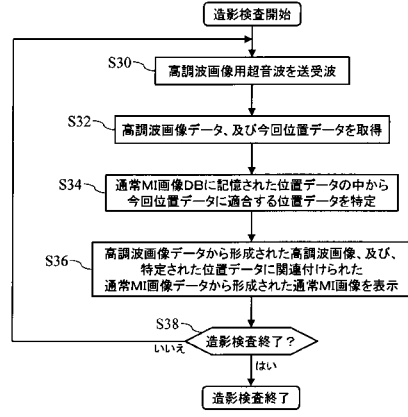 造影検査開始
S30
高調波画像用超音波を送受波
S32
高調波画像データ、及び今回位置データを取得
S34
通常MI画像DBに記憶された位置データの中から
今回位置データに適合する位置データを特定
S36
高調波画像データから形成された高調波画像、及び、
特定された位置データに関連付けられた
通常MI画像データから形成された通常MI画像を表示
S38
造影検査終了?
いいえ
はい
造影検査終了